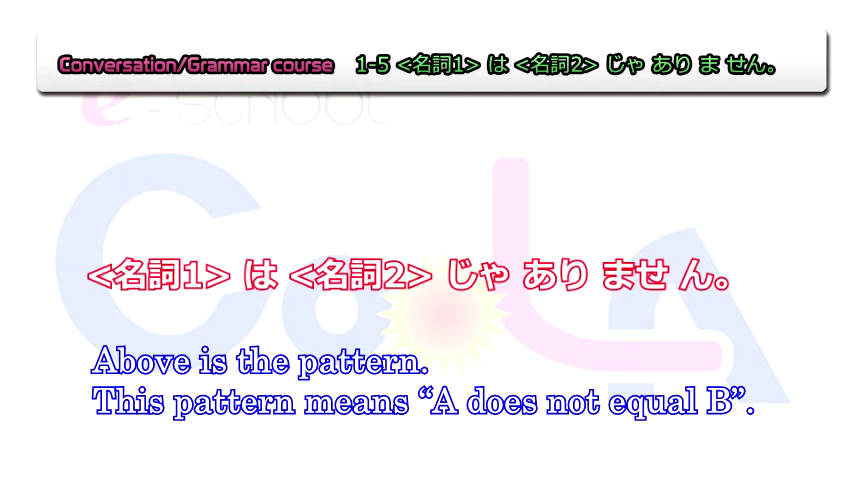 Conversation/Grammar course 1-5 <名詞1> は <名詞2> じゃ あり ま せん。
e-SCHOOL
CooLA
<名詞1> は <名詞2> じゃ あり ませ ん。
Above is the pattern.
This pattern means “A does not equal B”.